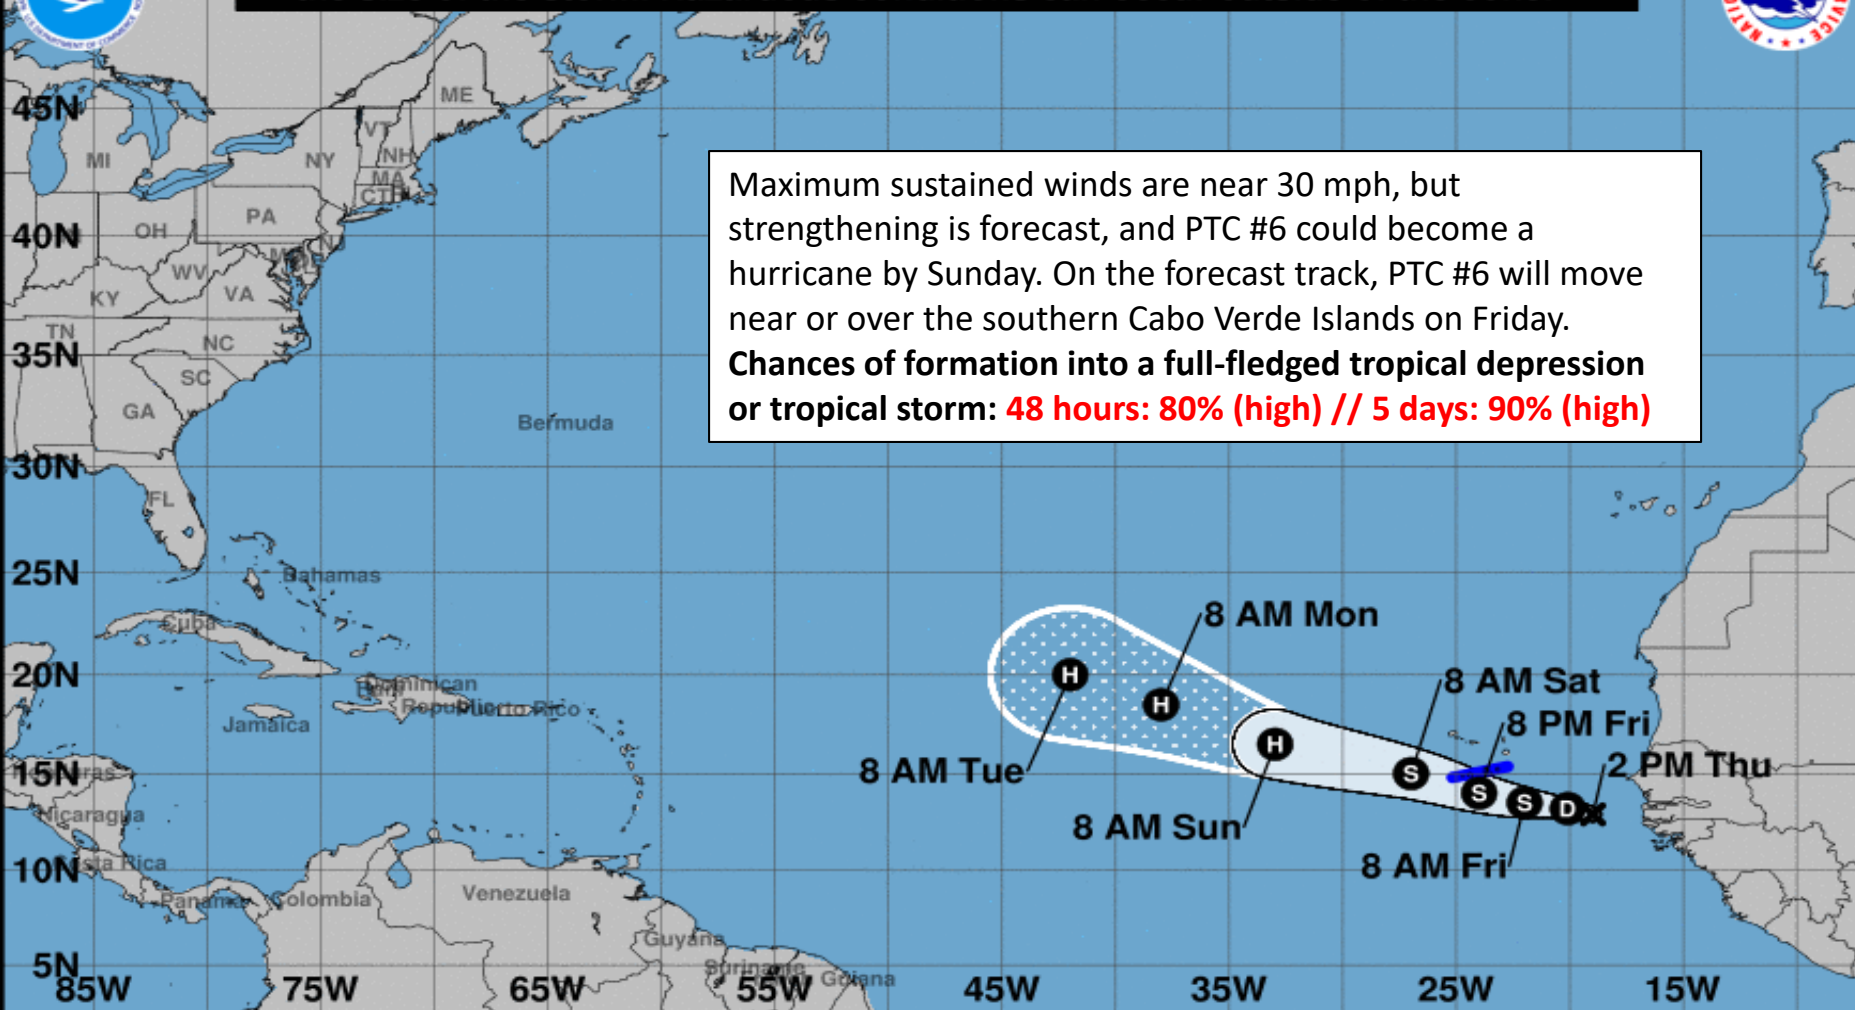 U.S. DEPARTMENT OF COMMERCE
45N
ME
VT
NH
MI
NY
MA
CT
PA
40N
OH
NJ
WV
KY
VA
TN
NC
35N
SC
GA
Maximum sustained winds are near 30 mph, but
strengthening is forecast, and PTC #6 could become a
hurricane by Sunday. On the forecast track, PTC #6 will move
near or over the southern Cabo Verde Islands on Friday.
Chances of formation into a full-fledged tropical depression
or tropical storm: 48 hours: 80% (high) // 5 days: 90% (high)
Bermuda
30N
FL
25N
Bahamas
Cuba
8 AM Mon
20N
Dominican
Republic
Puerto Rico
Jamaica
H
H
8 AM Sat
8 PM Fri
H
8 AM Tue
15N
Honduras
S
2 PM Thu
S
S
D
Nicaragua
8 AM Sun
8 AM Fri
10N
Costa Rica
Panama
Colombia
Venezuela
Guyana
5N
Suriname
Guiana
85W
75W
65W
55W
45W
35W
25W
15W